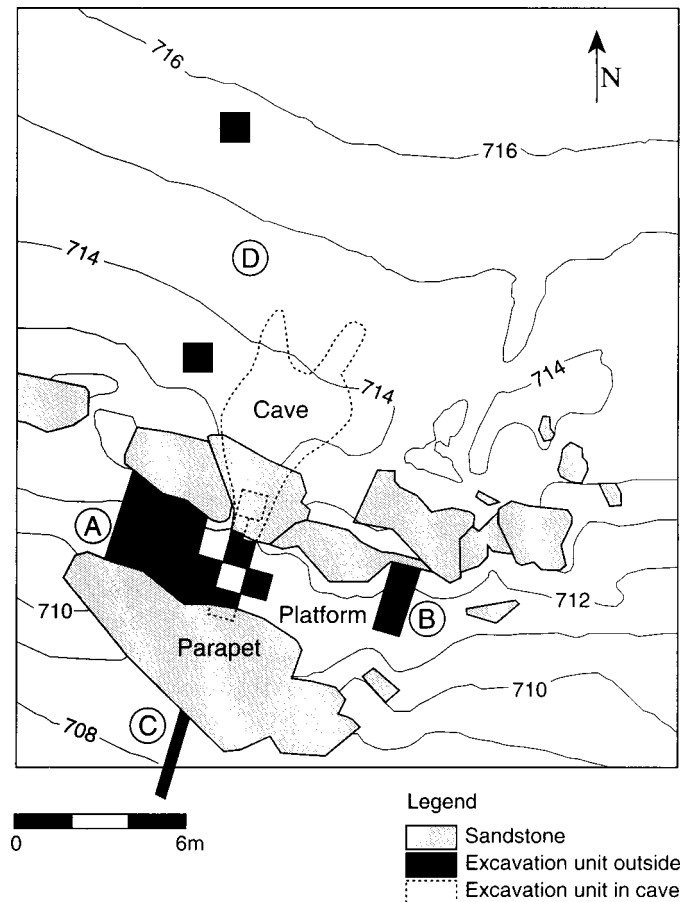 716
N
716
D
714
714
Cave
A
710
Platform
B
712
Parapet
710
C
708
0 6m
Legend
Sandstone
Excavation unit outside
Excavation unit in cave